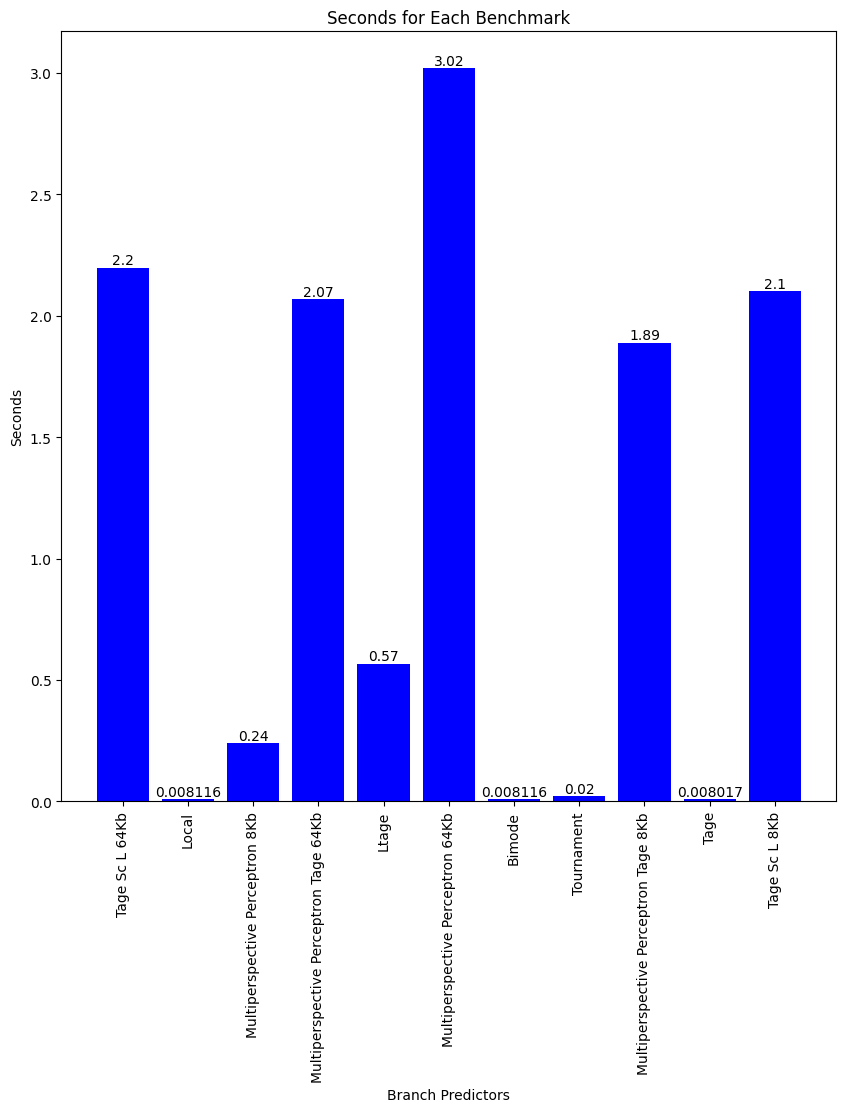 Seconds for Each Benchmark
Seconds
3.0
2.5
2.0
1.5
1.0
0.5
0.0
2.2
0.008116
0.24
2.07
0.57
3.02
0.008116
0.02
1.89
0.008017
2.1
Tage Sc L 64Kb
Local
Multiperspective Perceptron 8Kb
Multiperspective Perceptron Tage 64Kb
Ltage
Multiperspective Perceptron 64Kb
Bimode
Tournament
Multiperspective Perceptron Tage 8Kb
Tage
Tage Sc L 8Kb
Branch Predictors